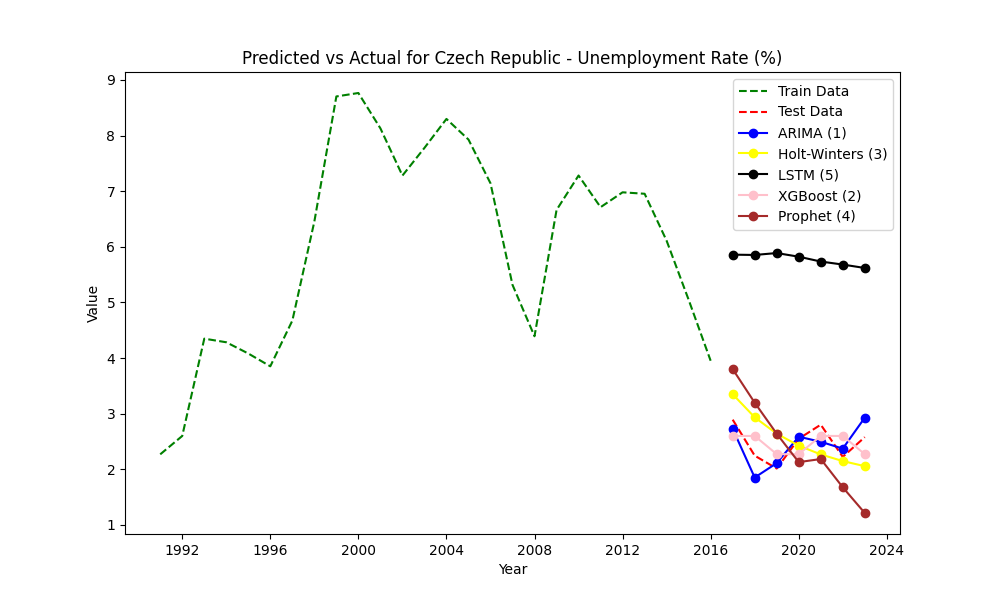 Predicted vs Actual for Czech Republic - Unemployment Rate (%)
9
8
7
6
5
4
3
2
1
Value
Train Data
Test Data
ARIMA (1)
Holt-Winters (3)
LSTM (5)
XGBoost (2)
Prophet (4)
1992
1996
2000
2004
2008
2012
2016
2020
2024
Year